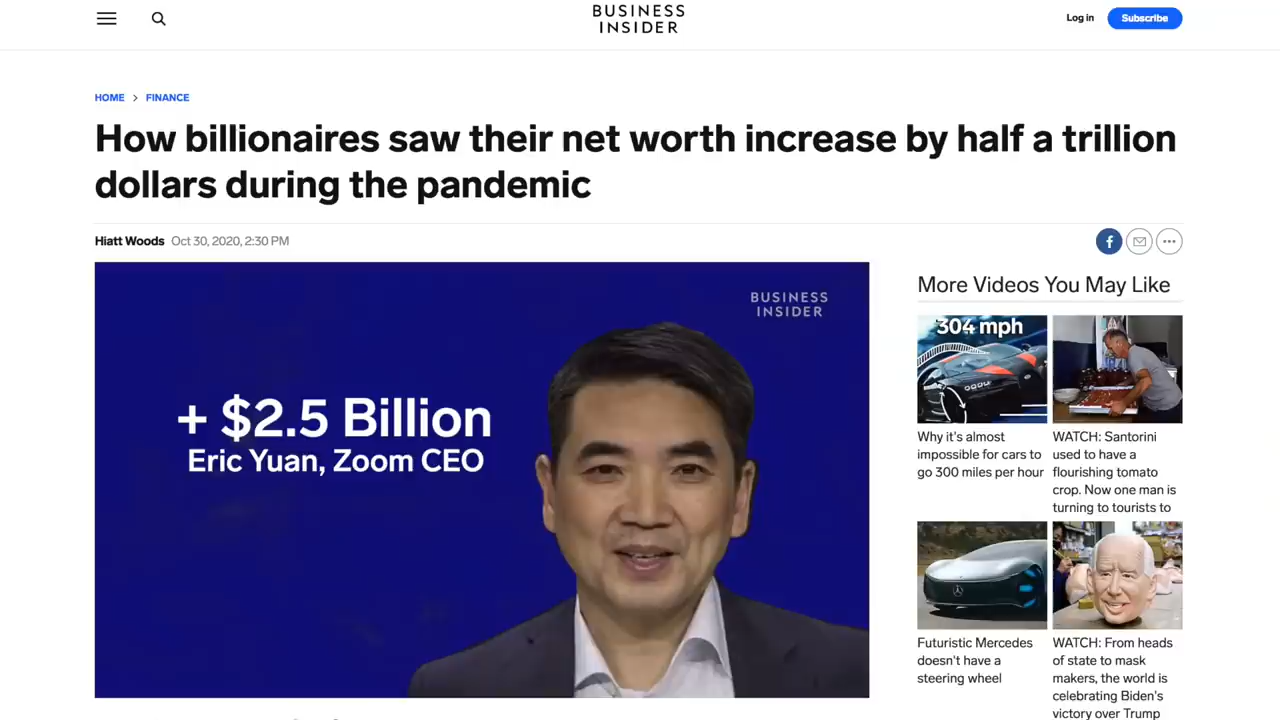 BUSINESS
INSIDER
Log in
Subscribe
HOME > FINANCE
How billionaires saw their net worth increase by half a trillion
dollars during the pandemic
Hiatt Woods Oct 30, 2020, 2:30 PM
BUSINESS
INSIDER
+ $2.5 Billion
Eric Yuan, Zoom CEO
More Videos You May Like
304 mph
Why it's almost
impossible for cars to
go 300 miles per hour
WATCH: Santorini
used to have a
flourishing tomato
crop. Now one man is
turning to tourists to
Futuristic Mercedes
doesn't have a
steering wheel
WATCH: From heads
of state to mask
makers, the world is
celebrating Biden's
victory over Trump